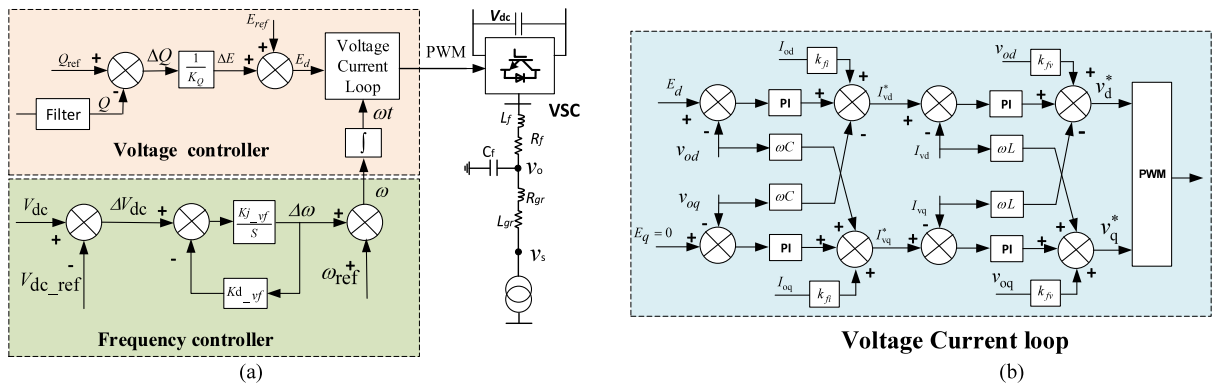 V_dc
PWM
VSC
L_f
R_f
C_f
v_o
R_gr
L_gr
v_s
Q_ref + - ΔQ 1/K_Q ΔE + + E_ref E_d
Voltage
Current
Loop
Q
Filter
ωt
∫
Voltage controller
ω
V_dc + - ΔV_dc + - Kj_vf/S Δω + +
V_dc_ref
Kd_vf
ω_ref
Frequency controller
(a)
I_od k_fi v_od k_fv
E_d + - PI + + - I*_vd + - PI + + - v*_d
v_od ωC I_vd ωL
PWM
v_oq ωC I_vq ωL
E_q = 0 + - PI + + + I*_vq + - PI + + + v*_q
I_oq k_fi v_oq k_fv
Voltage Current loop
(b)